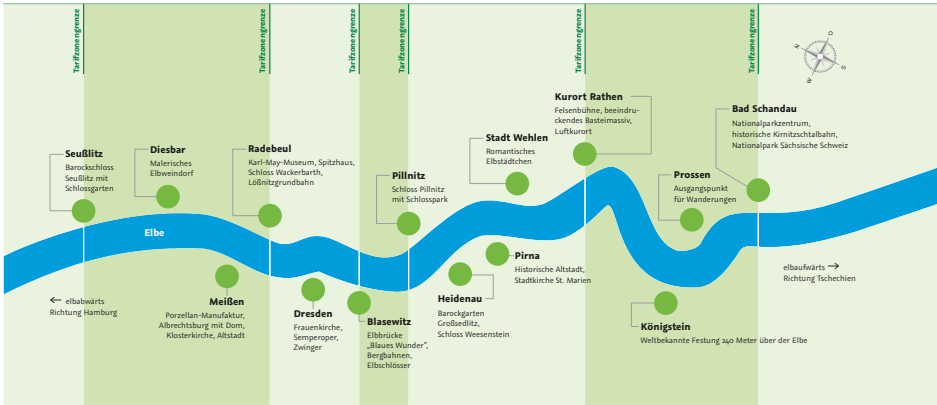 Tarifzonengrenze
Tarifzonengrenze
Tarifzonengrenze
Tarifzonengrenze
Tarifzonengrenze
Tarifzonengrenze
N
O
S
W
Seußlitz
Barockschloss
Seußlitz mit
Schlossgarten
Diesbar
Malerisches
Elbweindorf
Radebeul
Karl-May-Museum, Spitzhaus,
Schloss Wackerbarth,
Lößnitzgrundbahn
Pillnitz
Schloss Pillnitz
mit Schlosspark
Stadt Wehlen
Romantisches
Elbstädtchen
Kurort Rathen
Felsenbühne, beeindru-
ckendes Basteimassiv,
Luftkurort
Prossen
Ausgangspunkt
für Wanderungen
Bad Schandau
Nationalparkzentrum,
historische Kirnitzschtalbahn,
Nationalpark Sächsische Schweiz
Elbe
← elbabwärts
Richtung Hamburg
Meißen
Porzellan-Manufaktur,
Albrechtsburg mit Dom,
Klosterkirche, Altstadt
Dresden
Frauenkirche,
Semperoper,
Zwinger
Blasewitz
Elbbrücke
„Blaues Wunder“,
Bergbahnen,
Elbschlösser
Heidenau
Barockgarten
Großsedlitz,
Schloss Weesenstein
Pirna
Historische Altstadt,
Stadtkirche St. Marien
Königstein
Weltbekannte Festung 240 Meter über der Elbe
elbaufwärts →
Richtung Tschechien